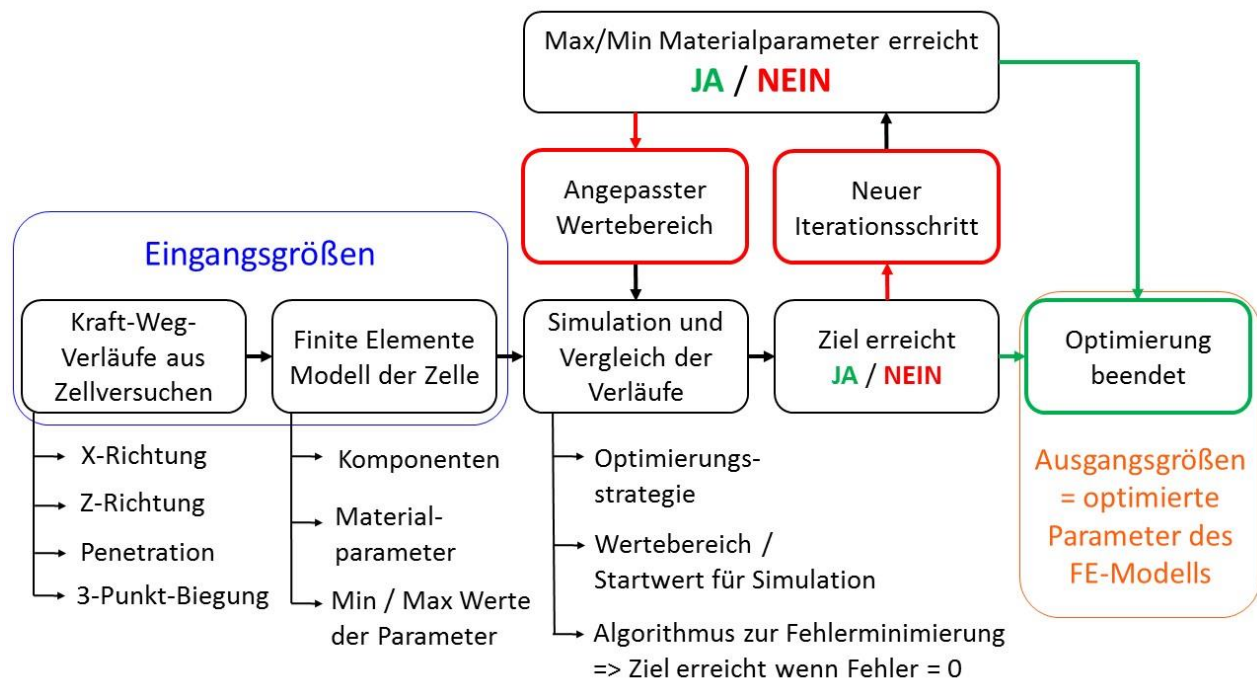 Max/Min Materialparameter erreicht
JA / NEIN
Angepasster
Wertebereich
Neuer
Iterationsschritt
Eingangsgrößen
Kraft-Weg-
Verläufe aus
Zellversuchen
Finite Elemente
Modell der Zelle
Simulation und
Vergleich der
Verläufe
Ziel erreicht
JA / NEIN
Optimierung
beendet
X-Richtung
Z-Richtung
Penetration
3-Punkt-Biegung
Komponenten
Material-
parameter
Min / Max Werte
der Parameter
Optimierungs-
strategie
Wertebereich /
Startwert für Simulation
Algorithmus zur Fehlerminimierung
=> Ziel erreicht wenn Fehler = 0
Ausgangsgrößen
= optimierte
Parameter des
FE-Modells